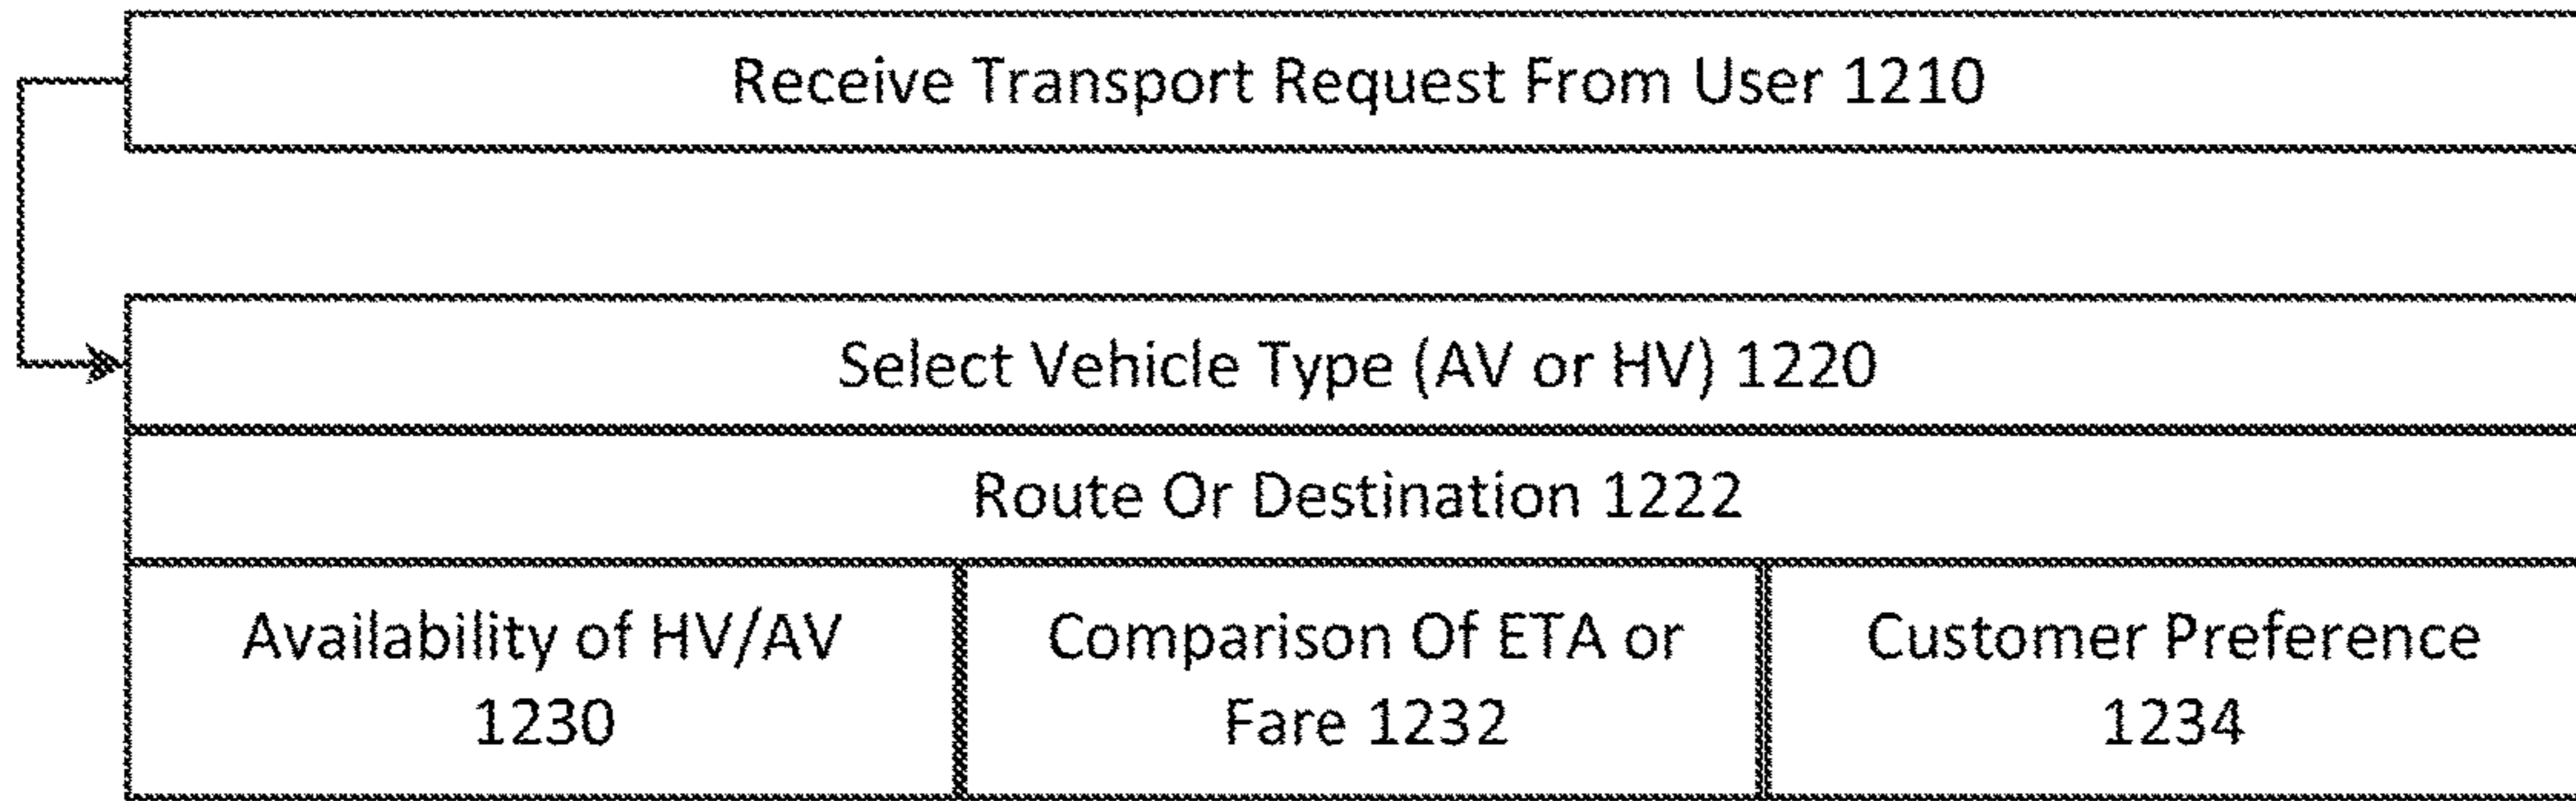 Receive Transport Request From User 1210
Select Vehicle Type (AV or HV) 1220
Route Or Destination 1222
Availability of HV/AV
1230
Comparison Of ETA or
Fare 1232
Customer Preference
1234